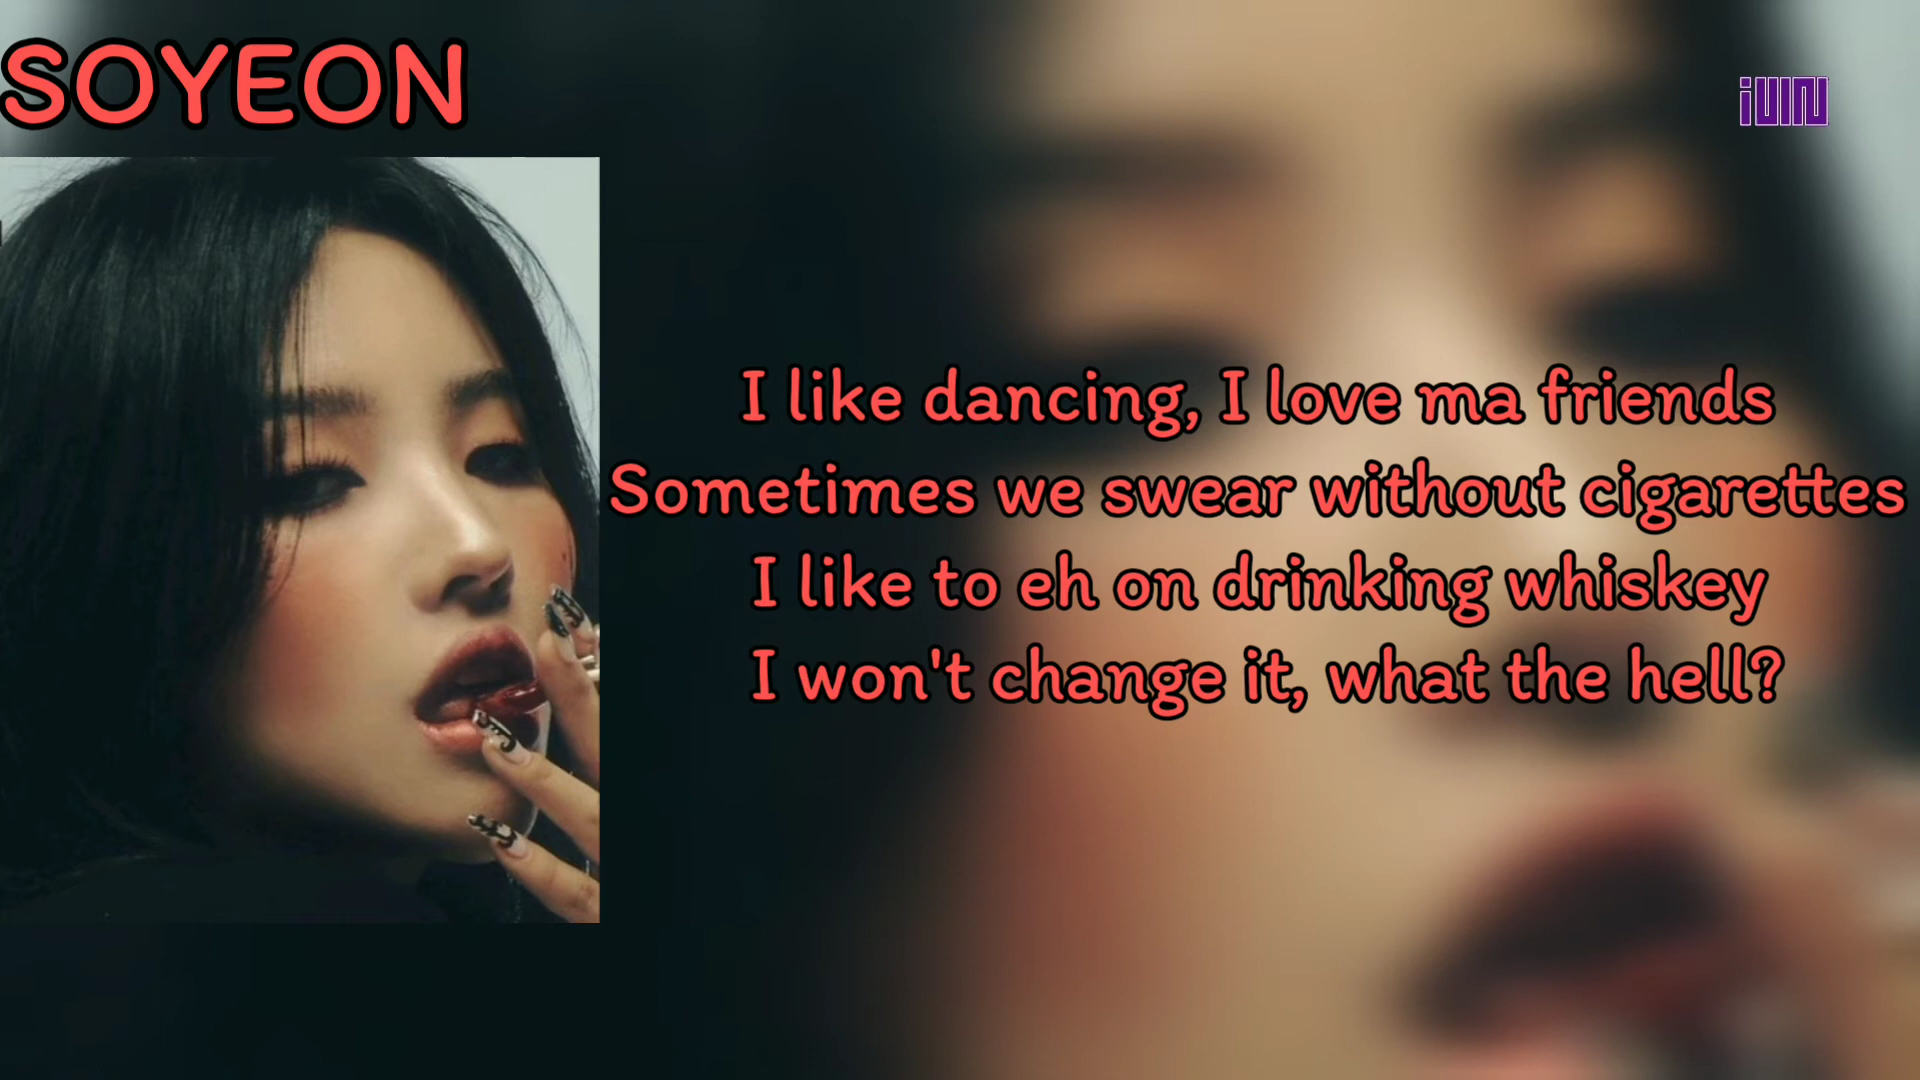 SOYEON
I like dancing, I love ma friends
Sometimes we swear without cigarettes
I like to eh on drinking whiskey
I won't change it, what the hell?